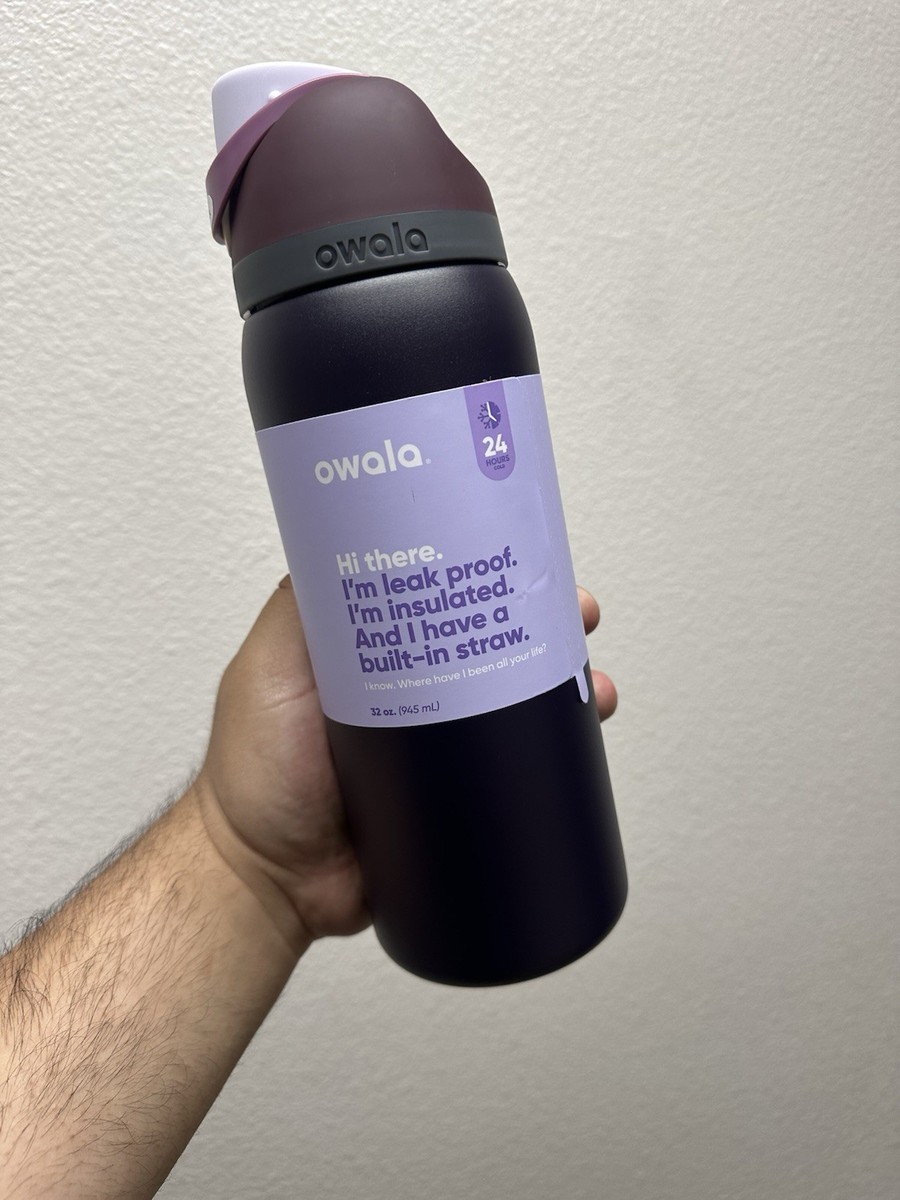 owala
owala®
24
HOURS
COLD
Hi there.
I'm leak proof.
I'm insulated.
And I have a
built-in straw.
I know. Where have I been all your life?
32 oz. (945 mL)